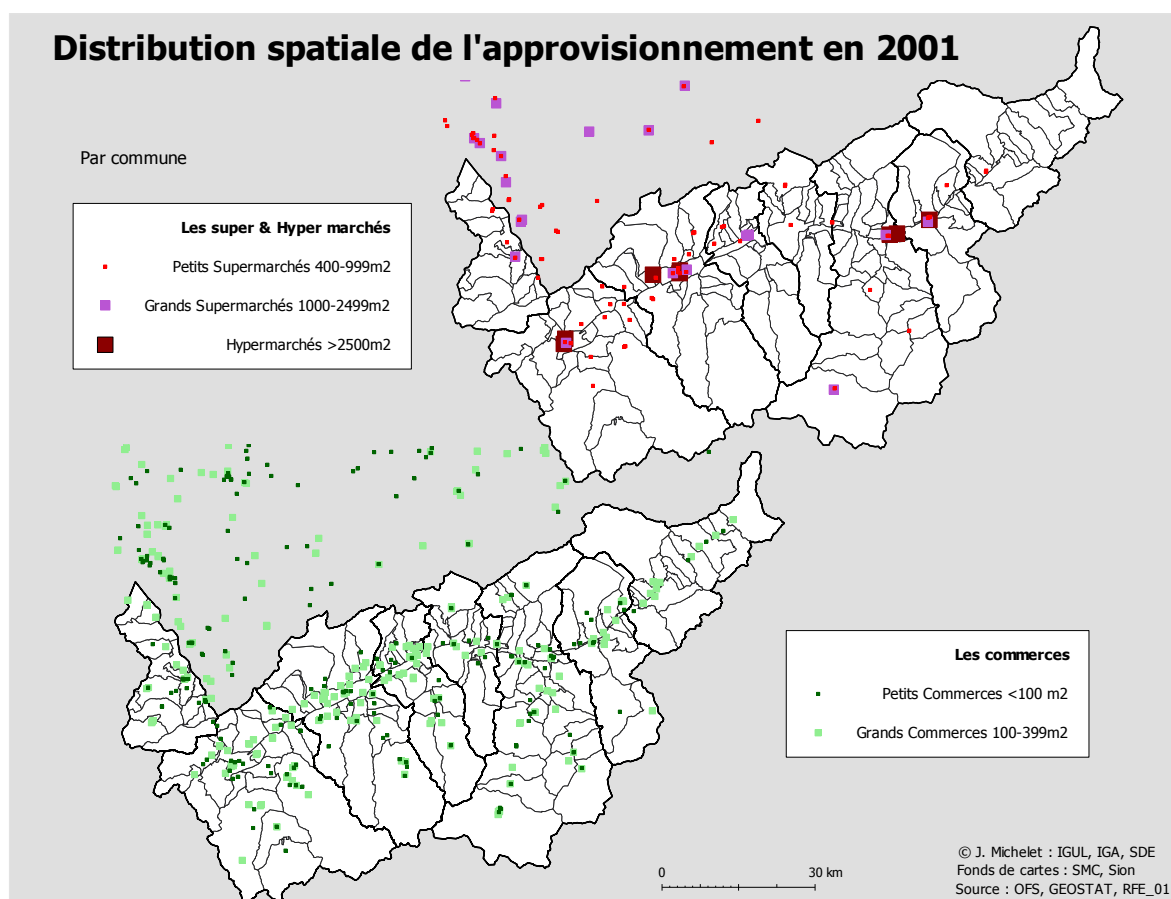 Distribution spatiale de l'approvisionnement en 2001
Par commune
Les super & Hyper marchés
Petits Supermarchés 400-999m2
Grands Supermarchés 1000-2499m2
Hypermarchés >2500m2
Les commerces
Petits Commerces <100 m2
Grands Commerces 100-399m2
0 30 km
© J. Michelet : IGUL, IGA, SDE
Fonds de cartes : SMC, Sion
Source : OFS, GEOSTAT, RFE_01